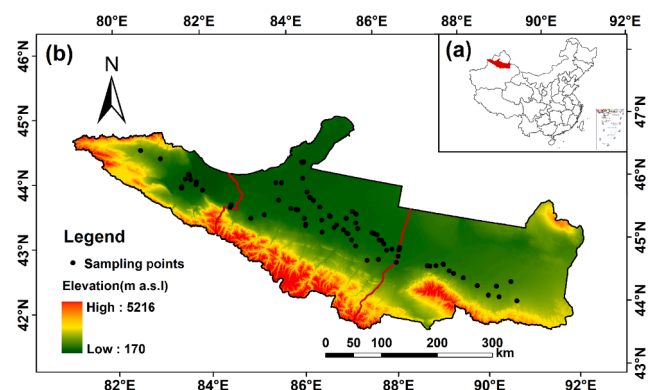 80°E 82°E 84°E 86°E 88°E 90°E 92°E
(b)
(a)
N
46°N
45°N
44°N
43°N
42°N
47°N
46°N
45°N
44°N
43°N
Legend
Sampling points
Elevation(m a.s.l)
High : 5216
Low : 170
0 50 100 200 300
km
82°E 84°E 86°E 88°E 90°E 92°E